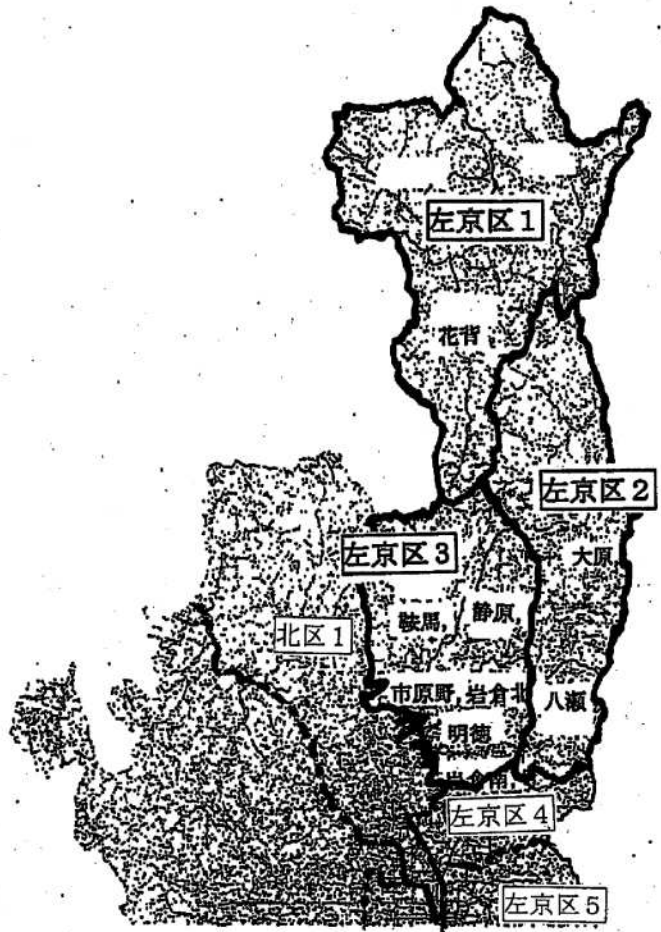 左京区1
花背
左京区2
左京区3
大原
鞍馬,
静原,
北区1
市原野,岩倉北
八瀬
明徳
左京区4
左京区5